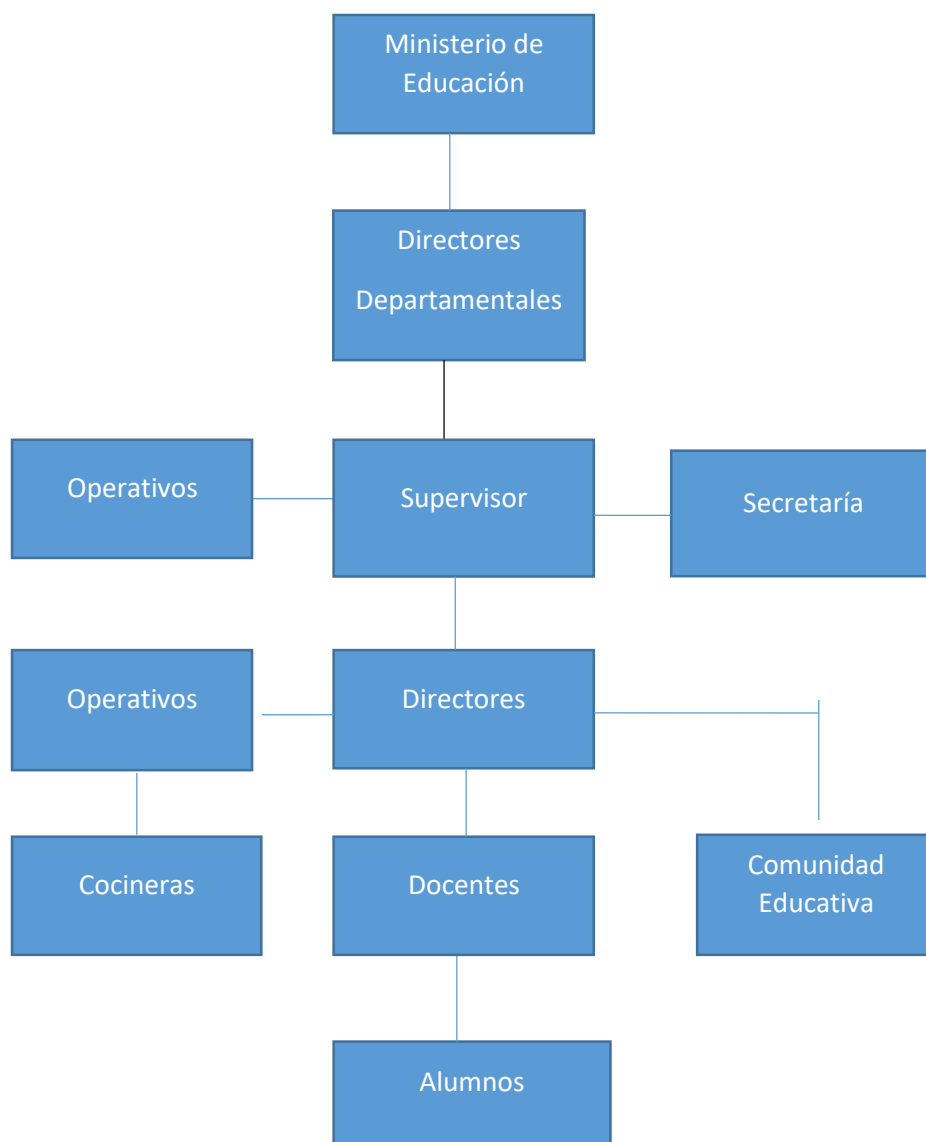 Ministerio de
Educación
Directores
Departamentales
Operativos
Supervisor
Secretaría
Operativos
Directores
Cocineras
Docentes
Comunidad
Educativa
Alumnos